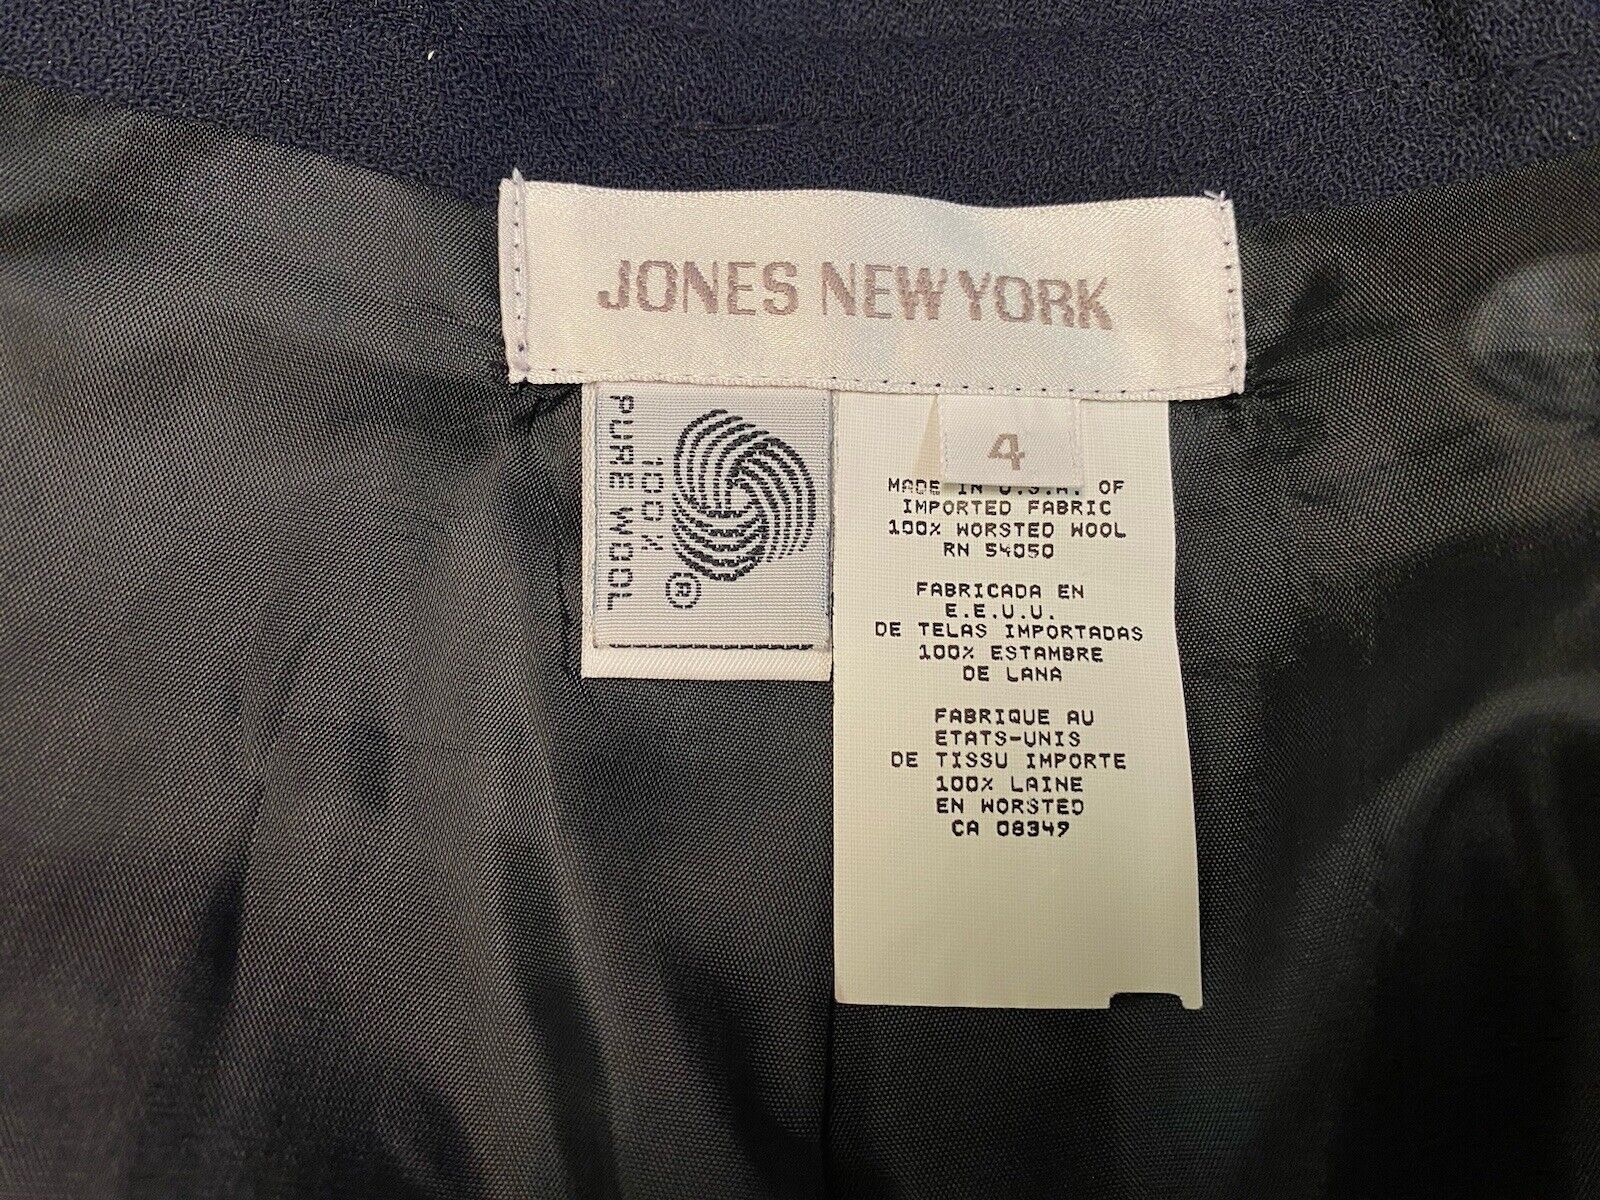 JONES NEW YORK
PURE WOOL
100%
®
4
MADE IN U.S.A. OF
IMPORTED FABRIC
100% WORSTED WOOL
RN 54050
FABRICADA EN
E.E.U.U.
DE TELAS IMPORTADAS
100% ESTAMBRE
DE LANA
FABRIQUE AU
ETATS-UNIS
DE TISSU IMPORTE
100% LAINE
EN WORSTED
CA 08349